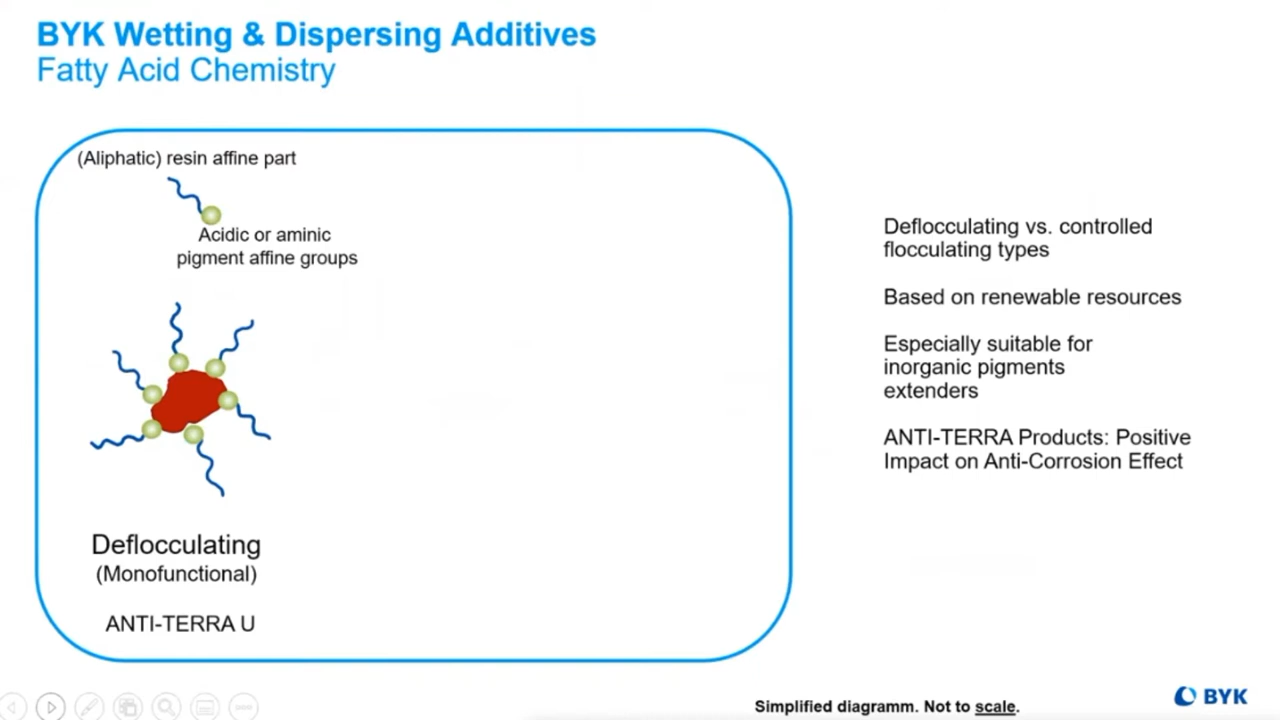 BYK Wetting & Dispersing Additives
Fatty Acid Chemistry
(Aliphatic) resin affine part
Acidic or aminic
pigment affine groups
Deflocculating
(Monofunctional)
ANTI-TERRA U
Deflocculating vs. controlled
flocculating types
Based on renewable resources
Especially suitable for
inorganic pigments
extenders
ANTI-TERRA Products: Positive
Impact on Anti-Corrosion Effect
Simplified diagramm. Not to scale.
BYK